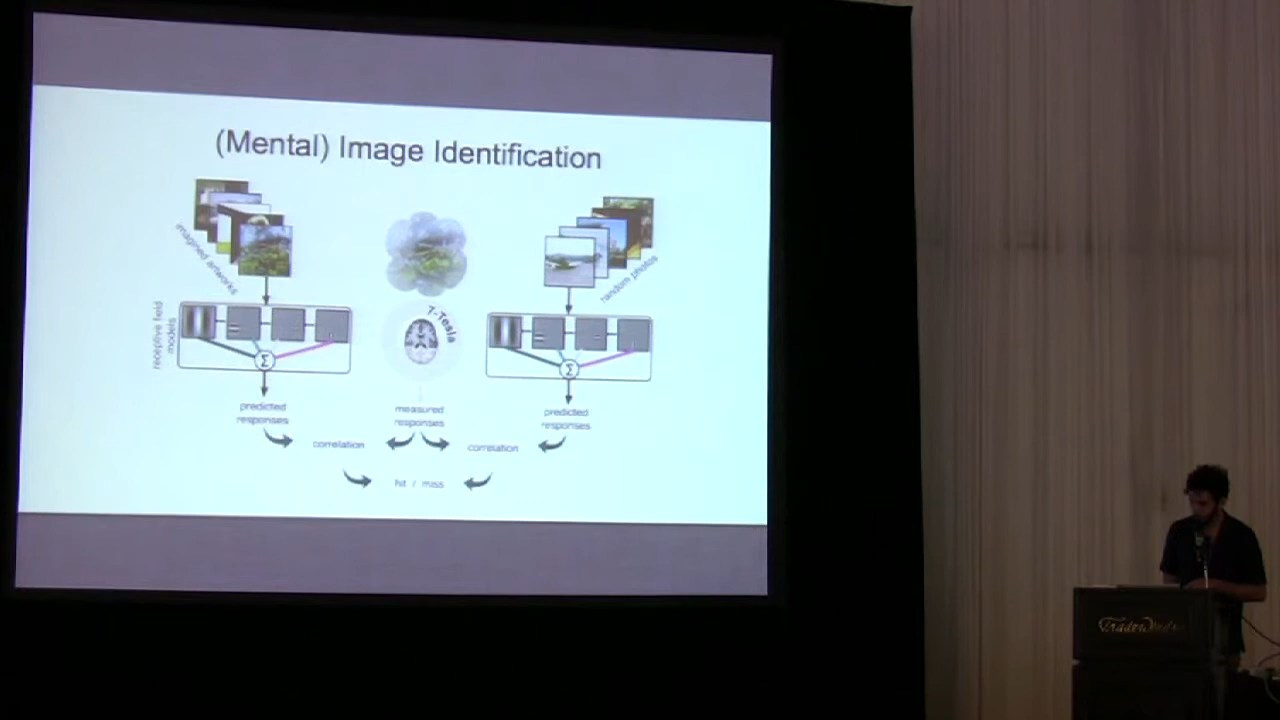 (Mental) Image Identification
imagined artworks
7-Tesla
random photos
receptive field
models
Σ
Σ
predicted
responses
measured
responses
predicted
responses
correlation
correlation
hit / miss
TradeWinds